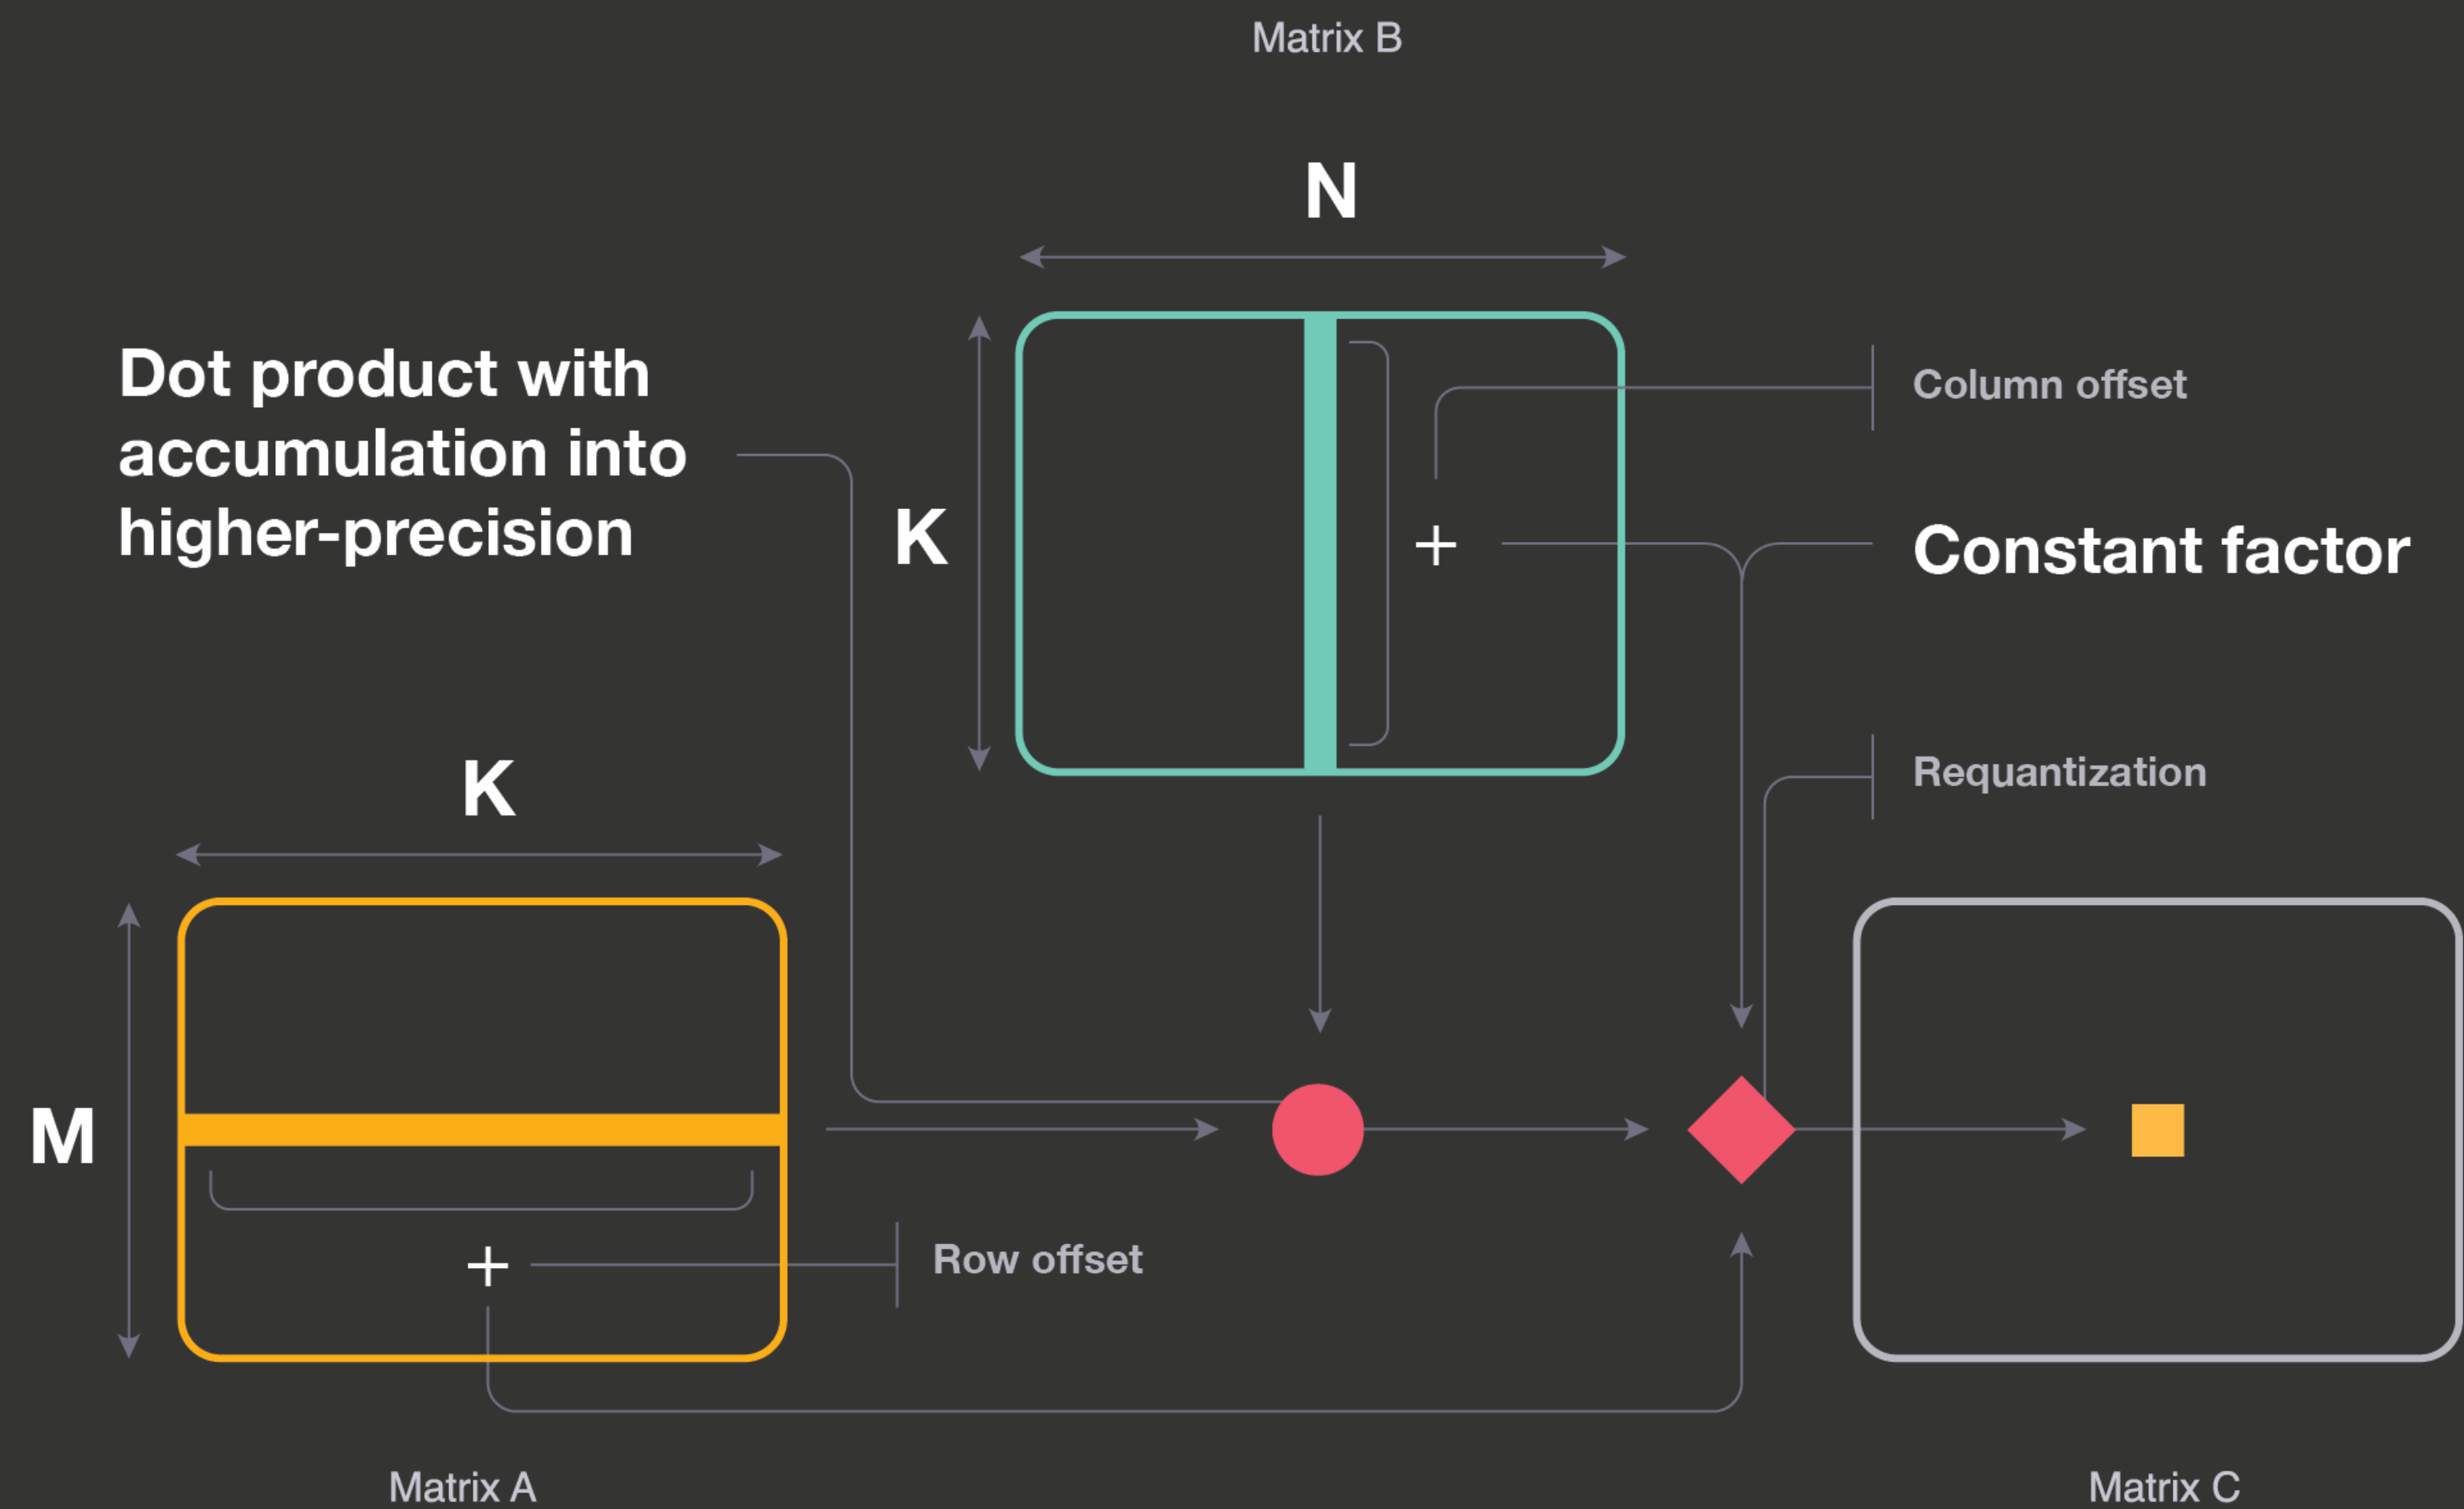 Matrix B
N
Dot product with
accumulation into
higher-precision
K
Column offset
Constant factor
Requantization
K
M
Row offset
Matrix A
Matrix C